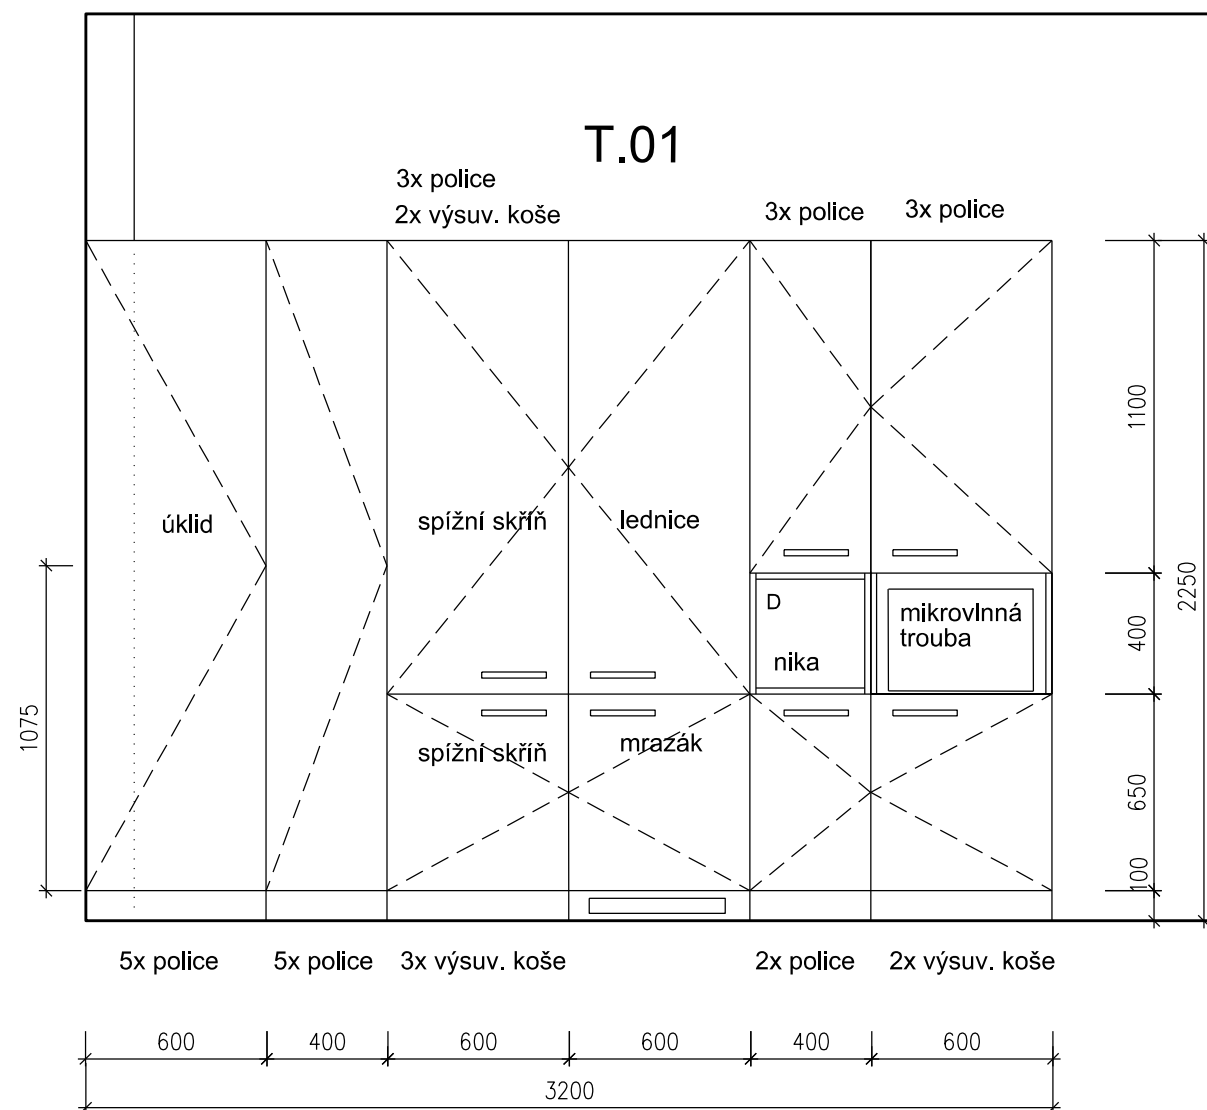 T.01
3x police
2x výsuv. koše
3x police
3x police
úklid
spížní skříň
lednice
D
nika
mikrovlnná
trouba
spížní skříň
mrazák
1100
400
650
100
2250
1075
5x police
5x police
3x výsuv. koše
2x police
2x výsuv. koše
600
400
600
600
400
600
3200